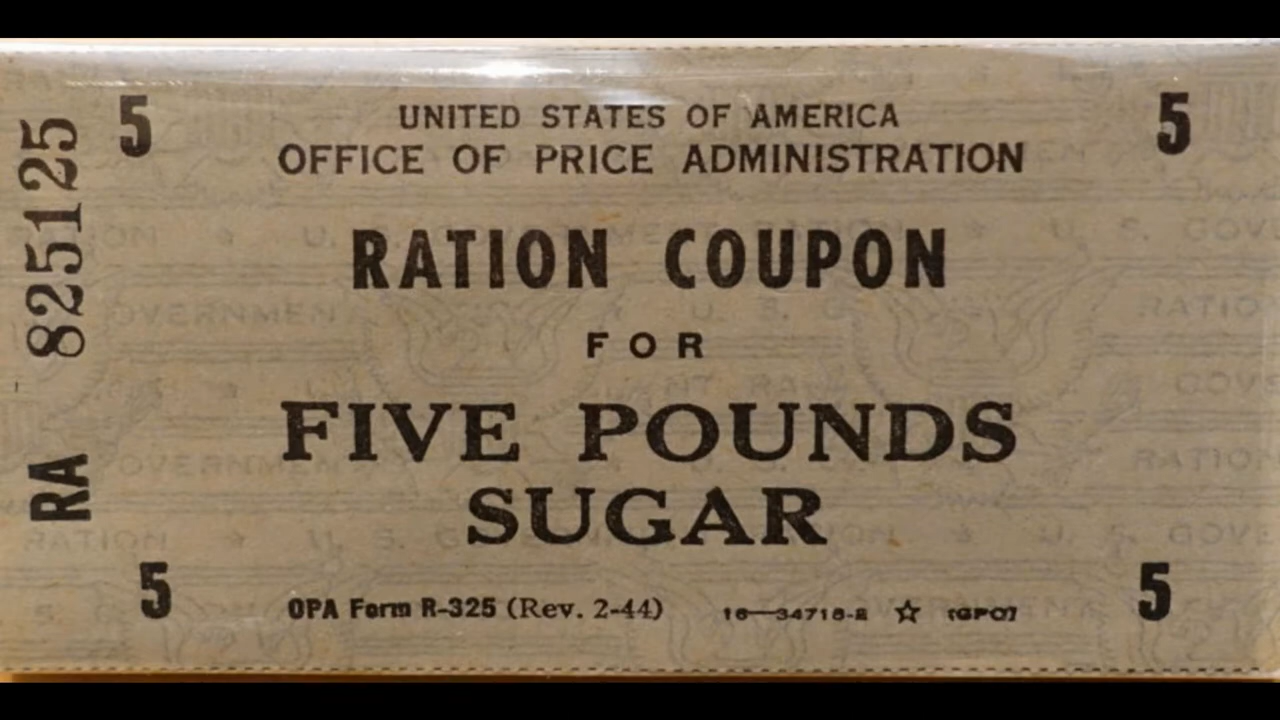 5
5
UNITED STATES OF AMERICA
OFFICE OF PRICE ADMINISTRATION
RATION COUPON
FOR
FIVE POUNDS
SUGAR
RA 825125
5
OPA Form R-325 (Rev. 2-44) 16—34716-2 ☆ (GPO)
5